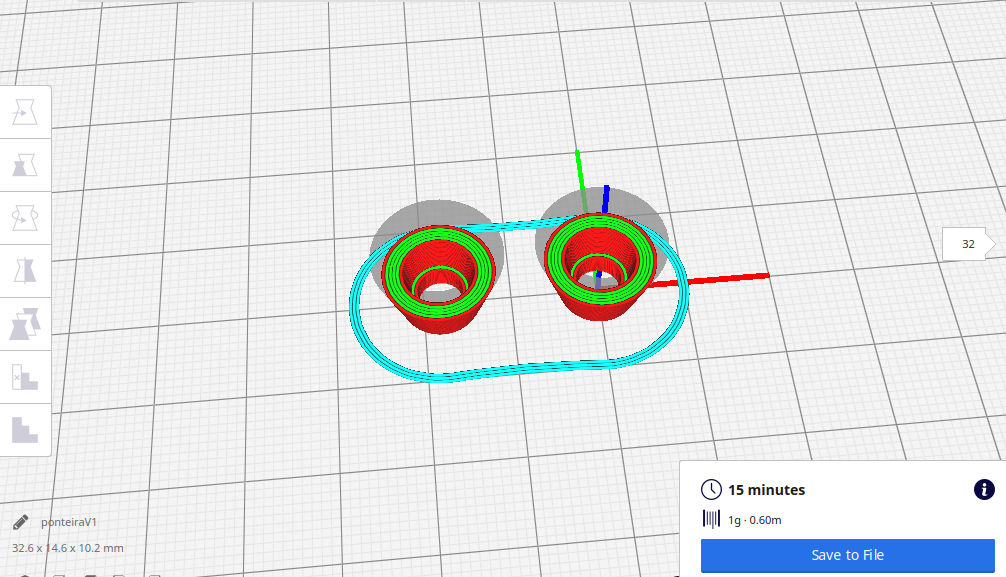 32
15 minutes
1g · 0.60m
ponteiraV1
32.6 x 14.6 x 10.2 mm
Save to File